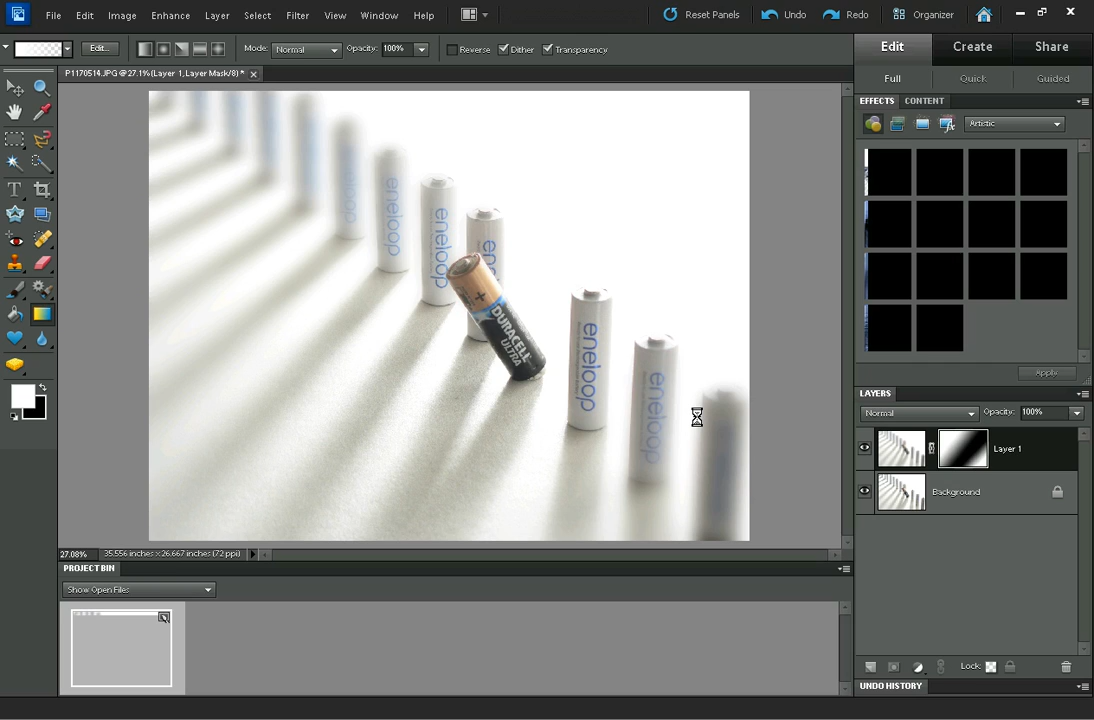 File Edit Image Enhance Layer Select Filter View Window Help
Reset Panels Undo Redo Organizer
Edit... Mode: Normal Opacity: 100% Reverse Dither Transparency
Edit Create Share
Full Quick Guided
P1170514.JPG @ 27.1% (Layer 1, Layer Mask/8) *
EFFECTS CONTENT
Artistic
Apply
eneloop
eneloop
eneloop
DURACELL
ULTRA
eneloop
eneloop
LAYERS
Normal Opacity: 100%
Layer 1
Background
Lock:
UNDO HISTORY
27.08% 35.556 inches x 26.667 inches (72 ppi)
PROJECT BIN
Show Open Files